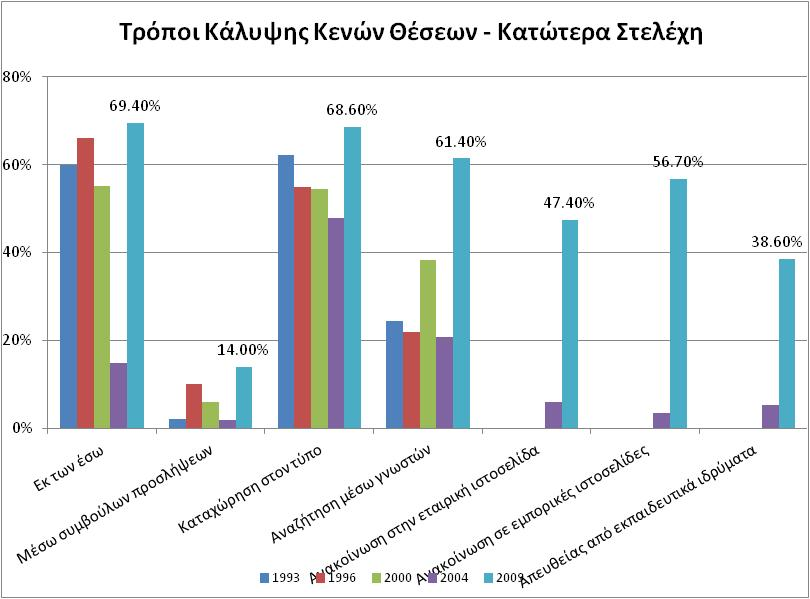 Τρόποι Κάλυψης Κενών Θέσεων - Κατώτερα Στελέχη
80%
60%
40%
20%
0%
69.40%
14.00%
68.60%
61.40%
47.40%
56.70%
38.60%
Εκ των έσω
Μέσω συμβούλων προσλήψεων
Καταχώρηση στον τύπο
Αναζήτηση μέσω γνωστών
Ανακοίνωση στην εταιρική ιστοσελίδα
Ανακοίνωση σε εμπορικές ιστοσελίδες
Απευθείας από εκπαιδευτικά ιδρύματα
1993 1996 2000 2004